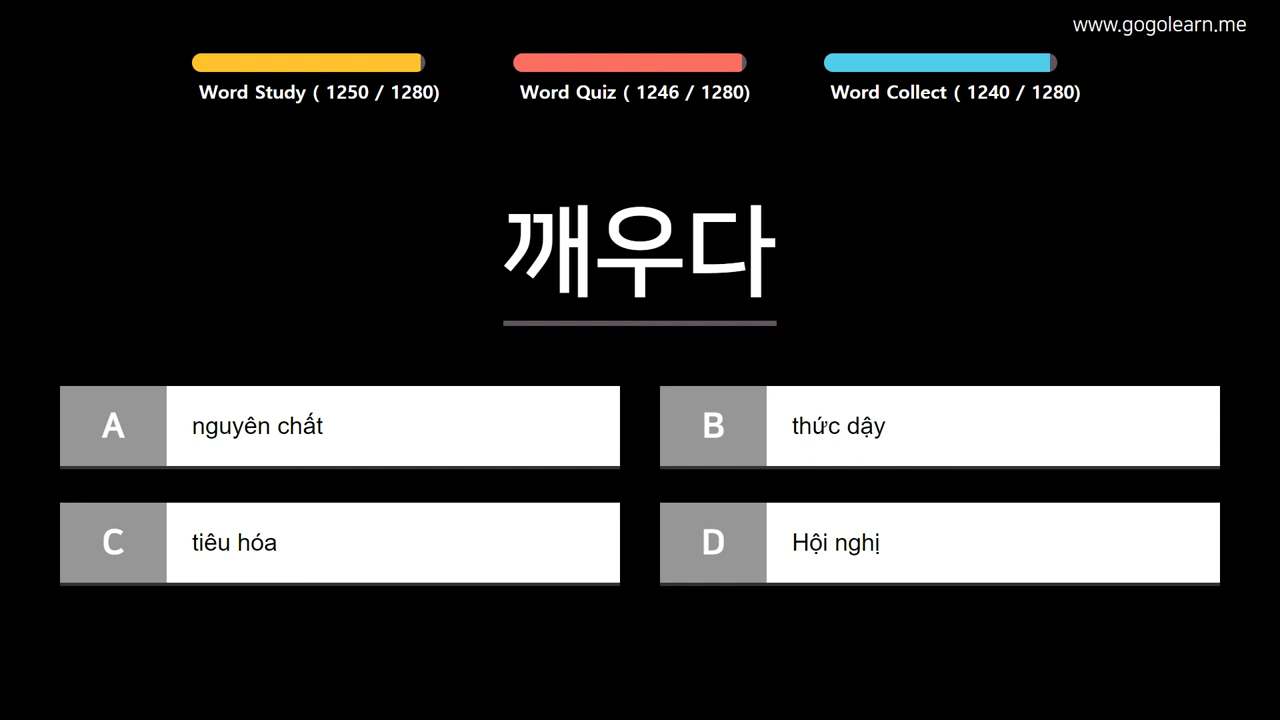 www.gogolearn.me
Word Study ( 1250 / 1280)
Word Quiz ( 1246 / 1280)
Word Collect ( 1240 / 1280)
깨우다
A nguyên chất
B thức dậy
C tiêu hóa
D Hội nghị